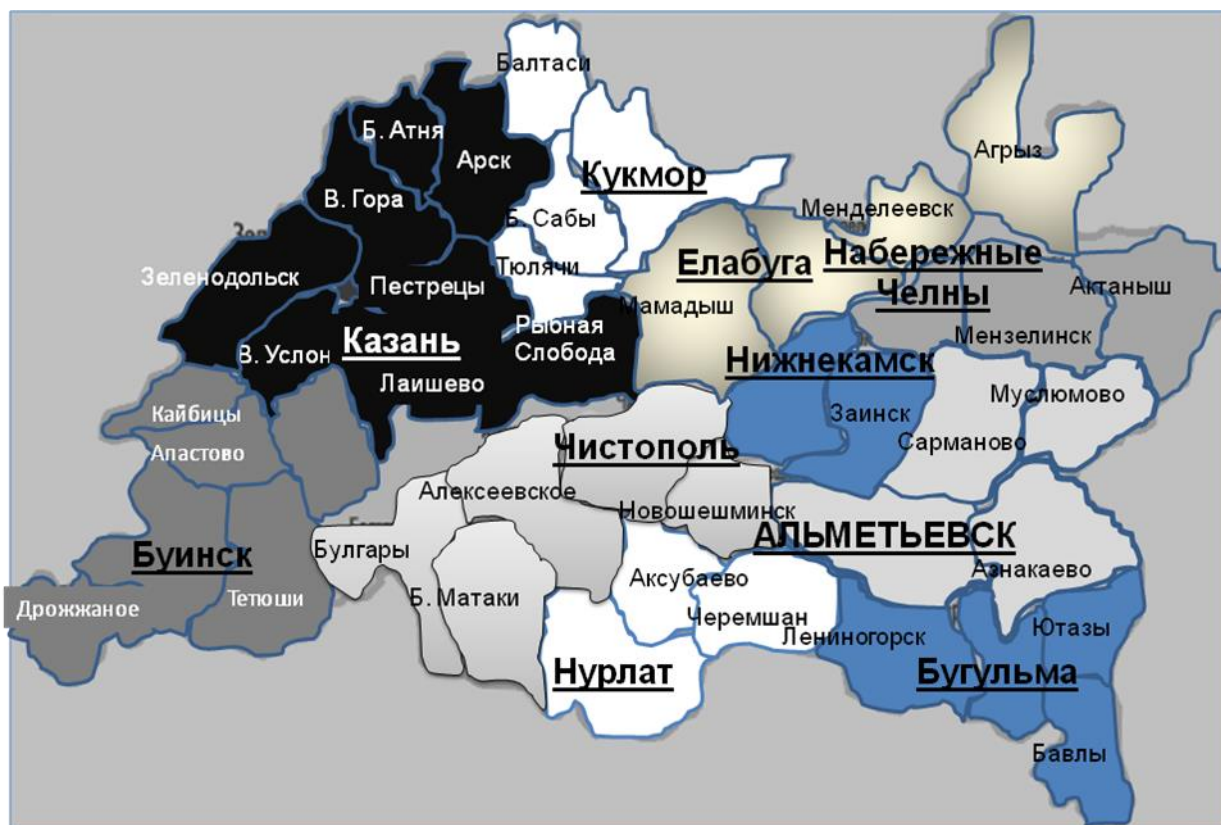 Балтаси
Б. Атня
Арск
Агрыз
Кукмор
В. Гора
Б. Сабы
Менделеевск
Зел
Тюлячи
Елабуга
Набережные
Зеленодольск
Пестрецы
Челны
Актаныш
Мамадыш
Рыбная
Слобода
Казань
В. Услон
Мензелинск
Нижнекамск
Лаишево
Муслюмово
Кайбицы
Заинск
Сарманово
Апастово
Чистополь
Алексеевское
Новошешминск
АЛЬМЕТЬЕВСК
Булгары
Буинск
Азнакаево
Аксубаево
Дрожжаное
Тетюши
Б. Матаки
Черемшан
Лениногорск
Ютазы
Нурлат
Бугульма
Бавлы